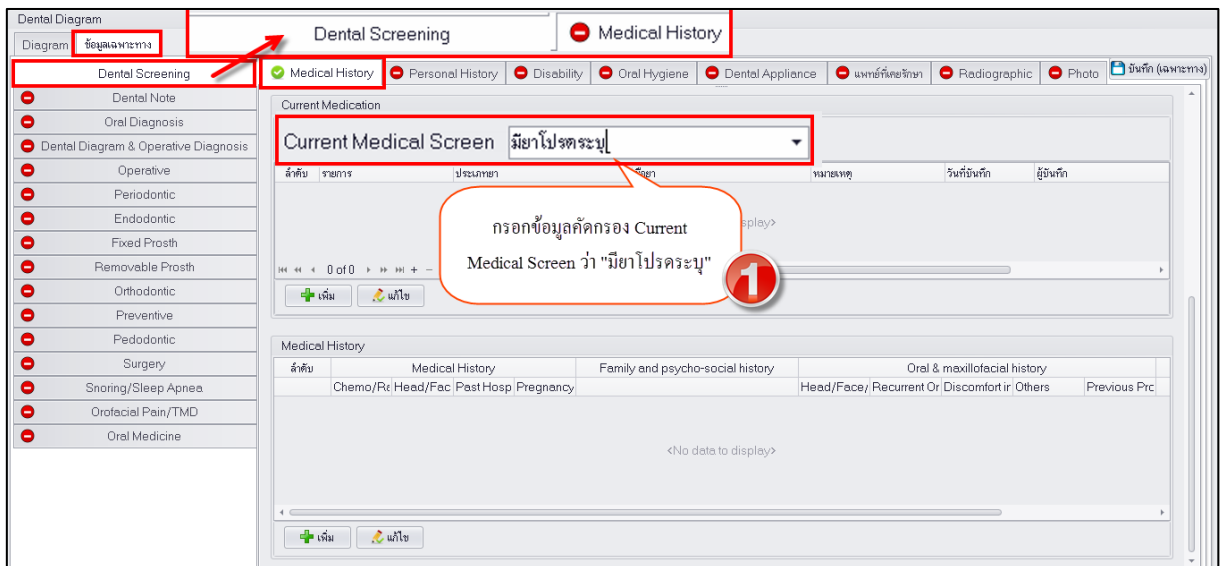 Dental Diagram
Diagram
ข้อมูลเฉพาะทาง
Dental Screening
Medical History
Dental Screening
Medical History
Personal History
Disability
Oral Hygiene
Dental Appliance
แพทย์ที่เคยรักษา
Radiographic
Photo
บันทึก (เฉพาะทาง)
Dental Note
Oral Diagnosis
Dental Diagram & Operative Diagnosis
Operative
Periodontic
Endodontic
Fixed Prosth
Removable Prosth
Orthodontic
Preventive
Pedodontic
Surgery
Snoring/Sleep Apnea
Orofacial Pain/TMD
Oral Medicine
Current Medication
Current Medical Screen มียาโปรดระบุ
ลำดับ รายการ ประเภทยา หมายเหตุ วันที่บันทึก ผู้บันทึก
กรอกข้อมูลคัดกรอง Current
Medical Screen ว่า "มียาโปรดระบุ"
1
0 of 0
เพิ่ม แก้ไข
Medical History
ลำดับ Medical History Family and psycho-social history Oral & maxillofacial history
Chemo/Ra Head/Fac Past Hosp Pregnancy Head/Face/ Recurrent Or Discomfort ir Others Previous Prc
<No data to display>
เพิ่ม แก้ไข